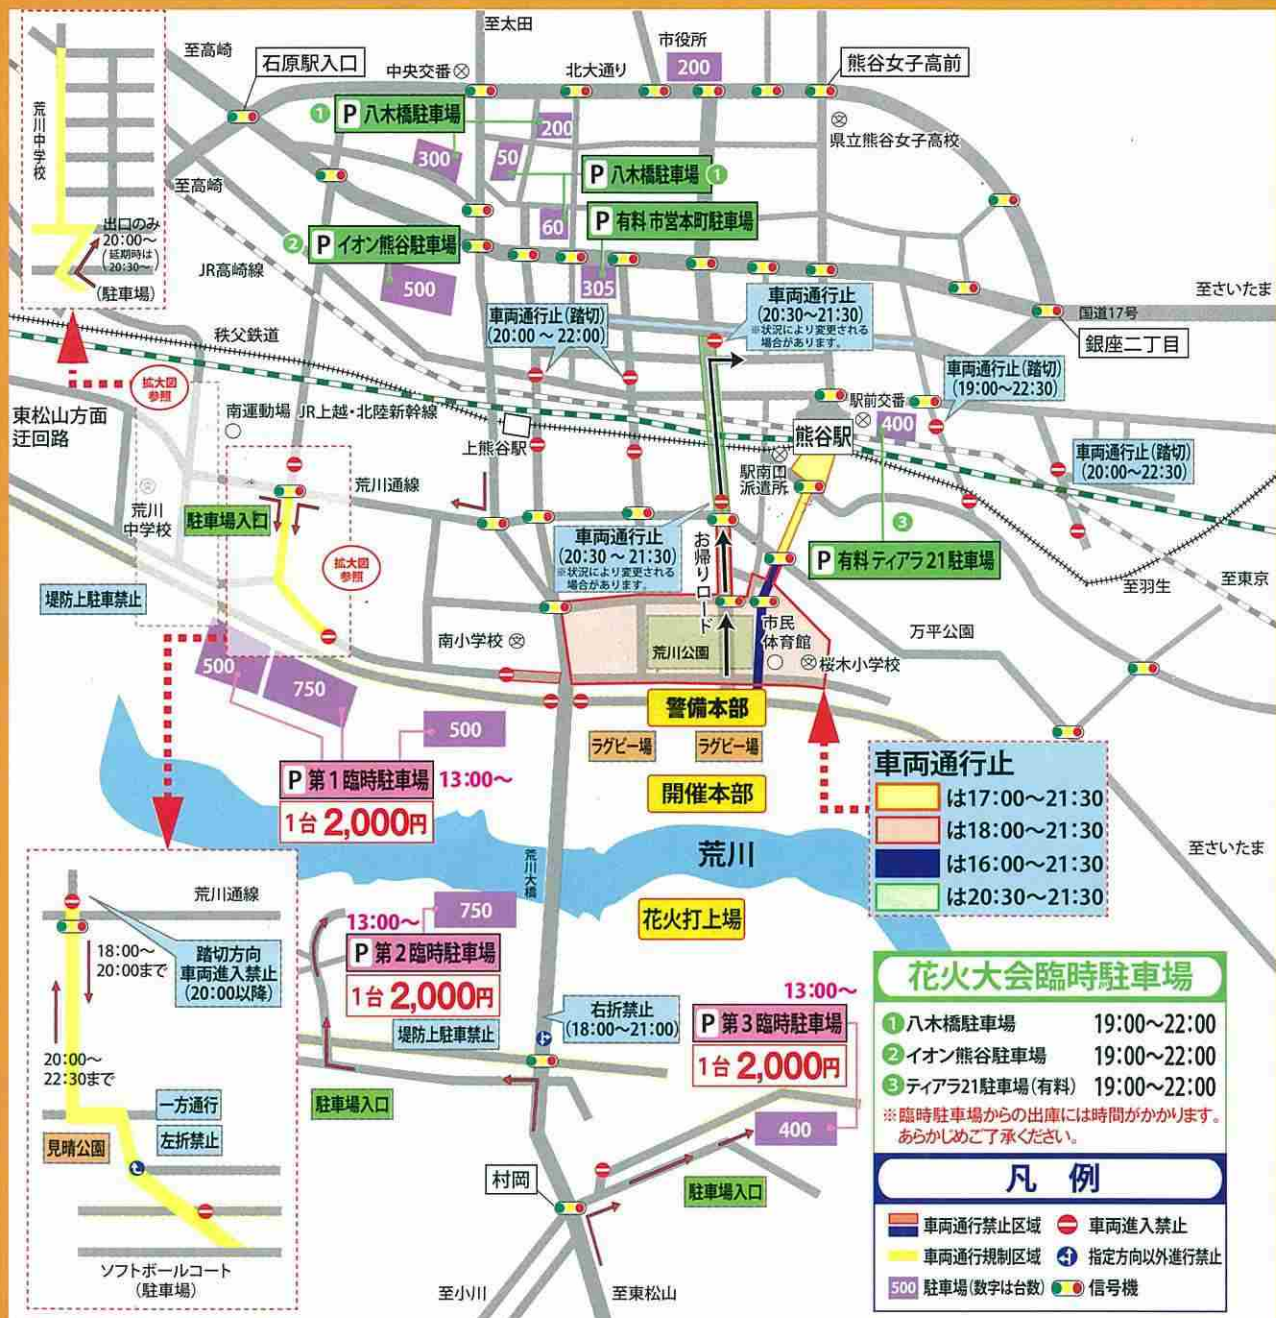 至太田
至高崎
石原駅入口
中央交番
北大通り
市役所
200
熊谷女子高前
県立熊谷女子高校
荒川中学校
出口のみ
20:00～
(延期時は
20:30～)
(駐車場)
至高崎
1 P 八木橋駐車場
200
300
50
P 八木橋駐車場 1
60
P 有料 市営本町駐車場
305
2 P イオン熊谷駐車場
500
JR高崎線
秩父鉄道
車両通行止(踏切)
(20:00～22:00)
車両通行止
(20:30～21:30)
※状況により変更される
場合があります。
至さいたま
国道17号
銀座二丁目
車両通行止(踏切)
(19:00～22:30)
拡大図
参照
東松山方面
迂回路
南運動場
JR上越・北陸新幹線
上熊谷駅
駅前交番
400
熊谷駅
駅南口
派遣所
車両通行止(踏切)
(20:00～22:30)
荒川
中学校
荒川通線
駐車場入口
拡大図
参照
車両通行止
(20:30～21:30)
※状況により変更される
場合があります。
お帰りロード
3
P 有料 ティアラ21駐車場
至羽生
至東京
堤防上駐車禁止
南小学校
荒川公園
市民
体育館
桜木小学校
万平公園
500
750
500
警備本部
ラグビー場
ラグビー場
開催本部
P 第1臨時駐車場 13:00～
1台 2,000円
荒川
荒川大橋
花火打上場
車両通行止
は17:00～21:30
は18:00～21:30
は16:00～21:30
は20:30～21:30
至さいたま
荒川通線
18:00～
20:00まで
踏切方向
車両進入禁止
(20:00以降)
20:00～
22:30まで
一方通行
左折禁止
見晴公園
ソフトボールコート
(駐車場)
13:00～
750
P 第2臨時駐車場
1台 2,000円
堤防上駐車禁止
駐車場入口
右折禁止
(18:00～21:00)
13:00～
P 第3臨時駐車場
1台 2,000円
400
駐車場入口
村岡
至小川
至東松山
花火大会臨時駐車場
1 八木橋駐車場 19:00～22:00
2 イオン熊谷駐車場 19:00～22:00
3 ティアラ21駐車場(有料) 19:00～22:00
※臨時駐車場からの出庫には時間がかかります。
あらかじめご了承ください。
凡例
車両通行禁止区域
車両進入禁止
車両通行規制区域
指定方向以外進行禁止
500 駐車場(数字は台数)
信号機